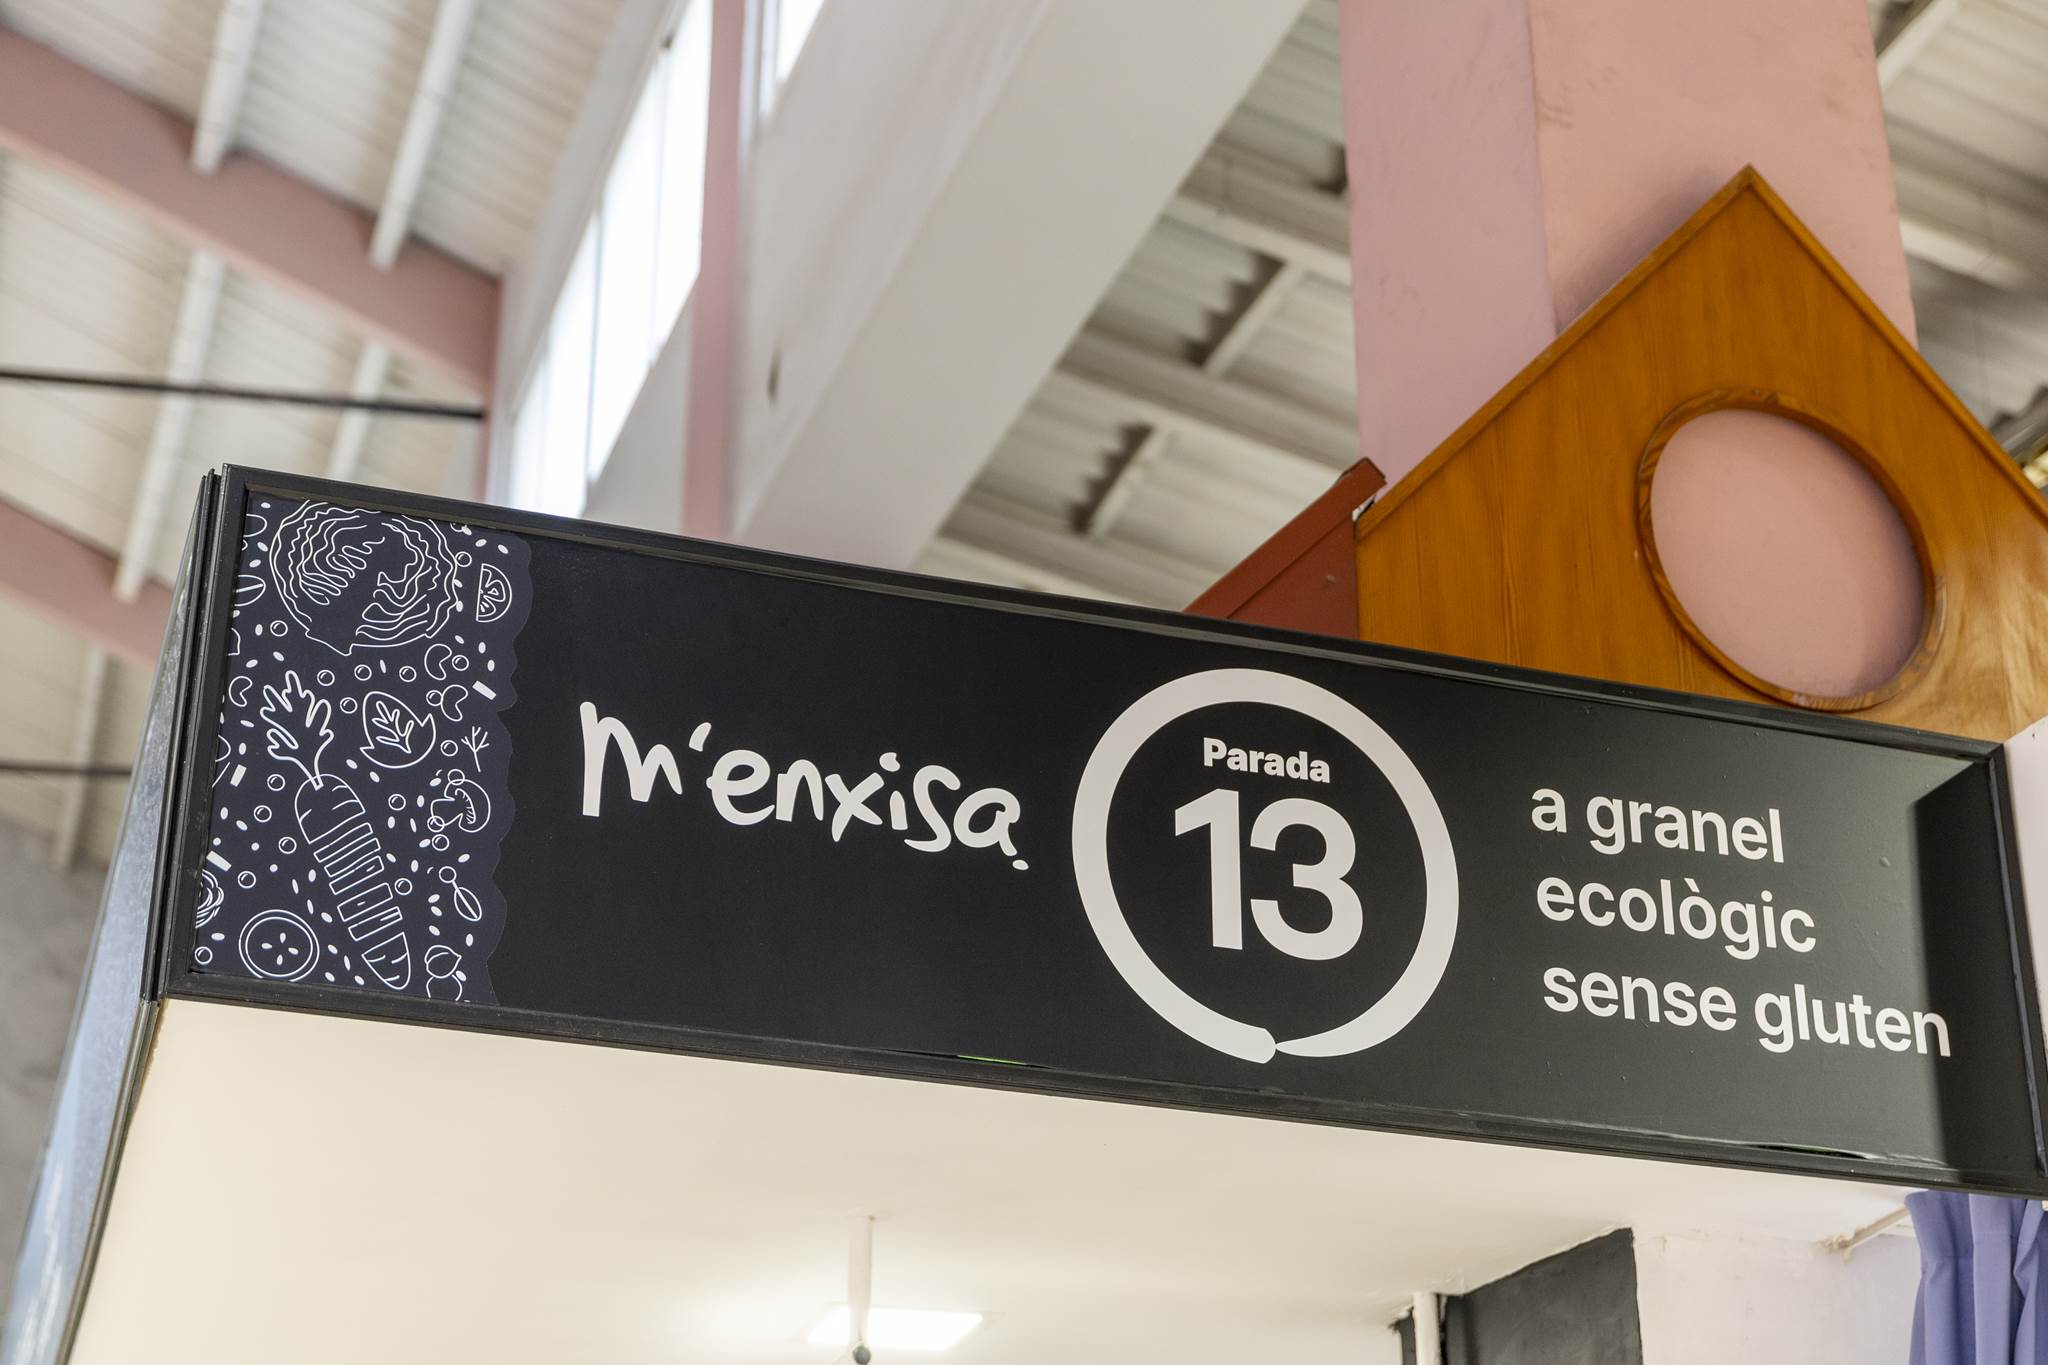 m'enxisa.
Parada
13
a granel
ecològic
sense gluten